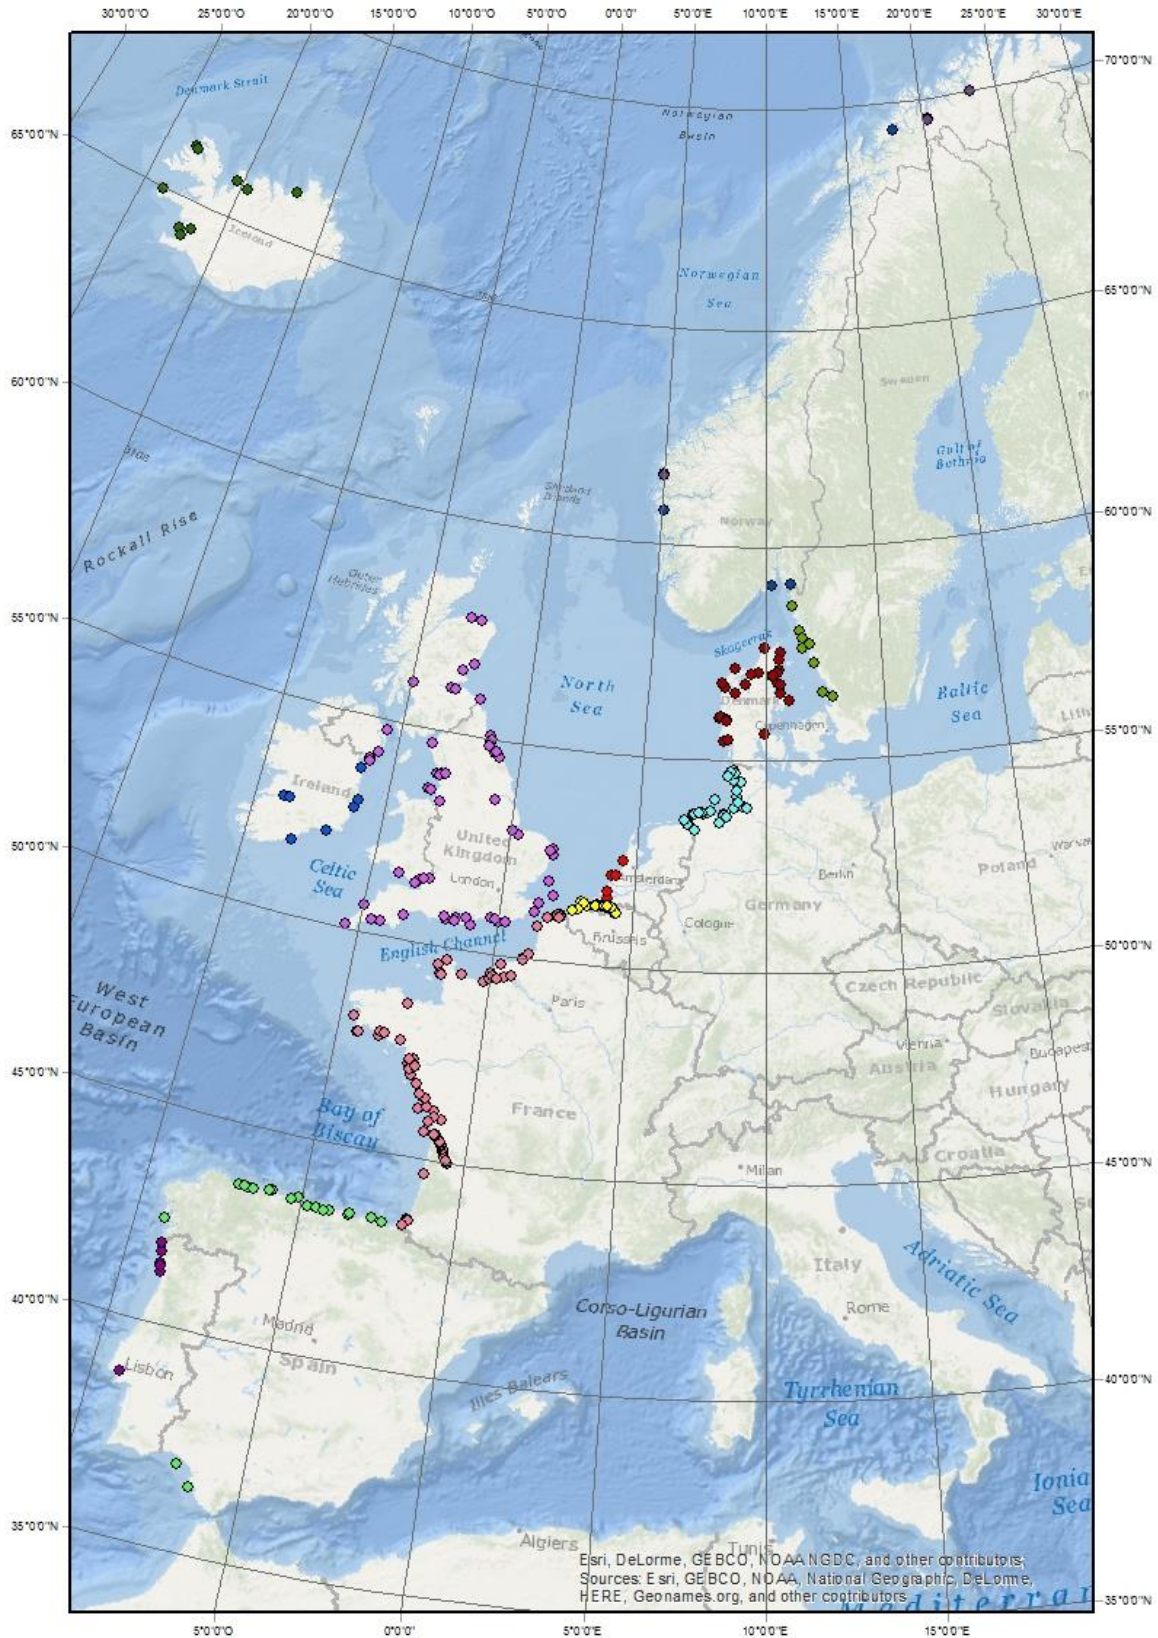 30°0'0"W 25°0'0"W 20°0'0"W 15°0'0"W 10°0'0"W 5°0'0"W 0°0'0" 5°0'0"E 10°0'0"E 15°0'0"E 20°0'0"E 25°0'0"E 30°0'0"E
70°0'0"N
Denmark Strait
Norwegian
Basin
65°0'0"N
Iceland
Norwegian
Sea
65°0'0"N
60°0'0"N
Sweden
Gulf of
Bothnia
Shetland
Islands
60°0'0"N
Norway
Rockall Rise
Outer
Hebrides
55°0'0"N
Skagerrak
North
Sea
Baltic
Sea
Denmark
Copenhagen
55°0'0"N
Lith
Ireland
50°0'0"N
United
Kingdom
Celtic
Sea
London
Amsterdam
Berlin
Poland
Warsaw
Germany
Cologne
Brussels
50°0'0"N
English Channel
West
European
Basin
Paris
Czech Republic
Slovakia
Vienna
Budapest
Austria
Hungary
45°0'0"N
Bay of
Biscay
France
Croatia
Milan
45°0'0"N
Italy
Adriatic Sea
40°0'0"N
Corso-Ligurian
Basin
Rome
Madrid
Spain
Lisbon
Illes Balears
Tyrrhenian
Sea
40°0'0"N
Ionia
Sea
35°0'0"N
Algiers
Tunis
Esri, DeLorme, GEBCO, NOAA NGDC, and other contributors;
Sources: Esri, GEBCO, NOAA, National Geographic, DeLorme,
HERE, Geonames.org, and other contributors
Mediterran
35°0'0"N
5°0'0"W 0°0'0" 5°0'0"E 10°0'0"E 15°0'0"E